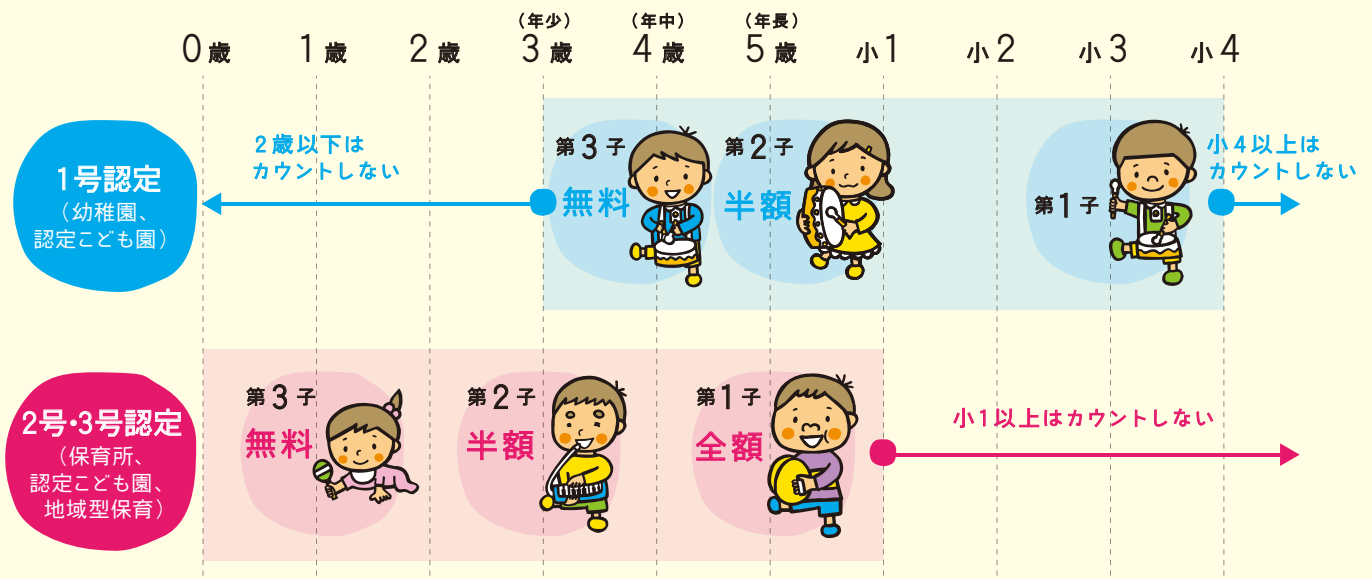 （年少）
（年中）
（年長）
0歳
1歳
2歳
3歳
4歳
5歳
小1
小2
小3
小4
1号認定
（幼稚園、
認定こども園）
2歳以下は
カウントしない
第3子
無料
第2子
半額
第1子
小4以上は
カウントしない
2号・3号認定
（保育所、
認定こども園、
地域型保育）
第3子
無料
第2子
半額
第1子
全額
小1以上はカウントしない